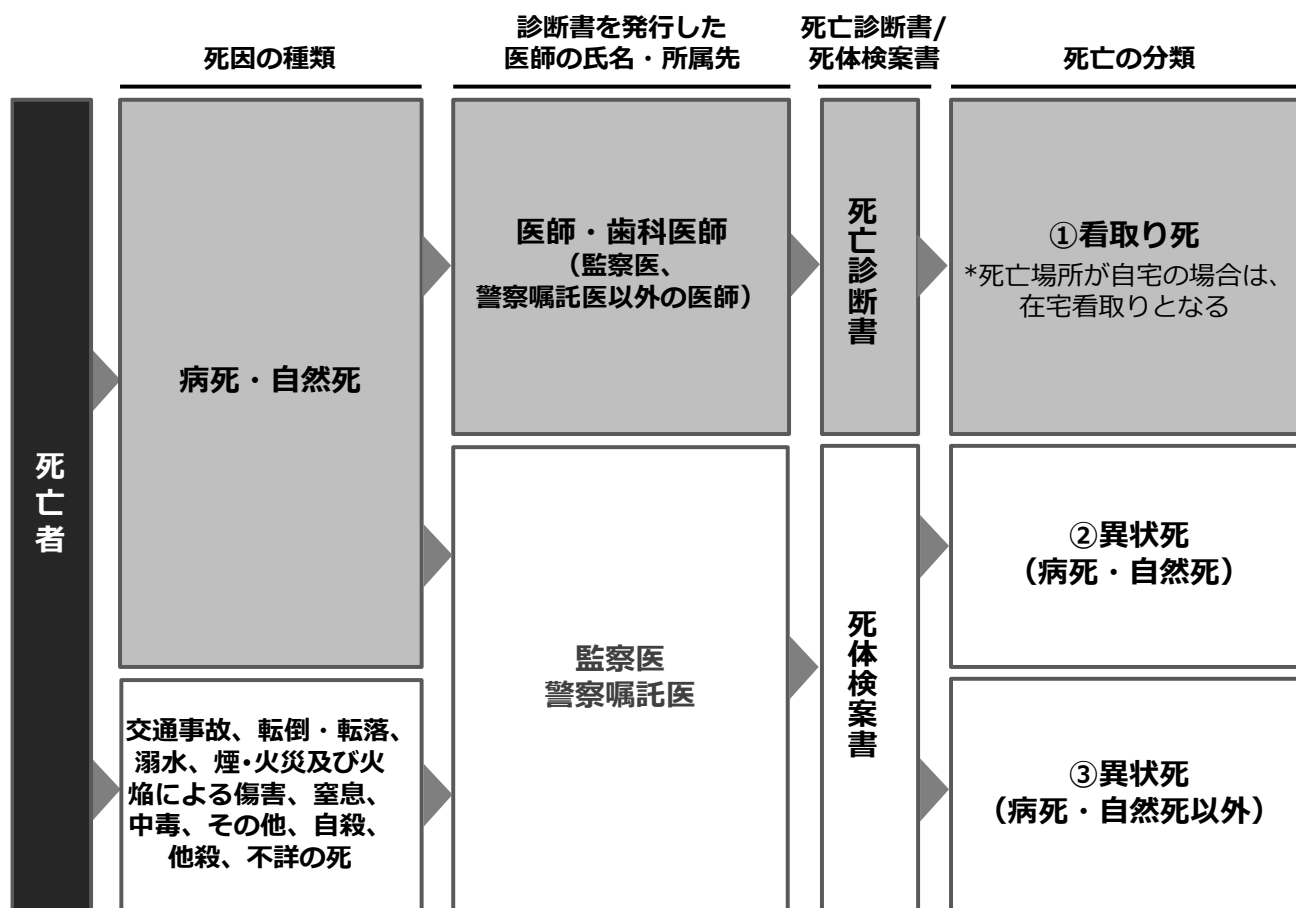 死因の種類
診断書を発行した
医師の氏名・所属先
死亡診断書/
死体検案書
死亡の分類
死亡者
病死・自然死
医師・歯科医師
（監察医、
警察嘱託医以外の医師）
死亡診断書
①看取り死
*死亡場所が自宅の場合は、
在宅看取りとなる
監察医
警察嘱託医
死体検案書
②異状死
（病死・自然死）
交通事故、転倒・転落、
溺水、煙・火災及び火
焔による傷害、窒息、
中毒、その他、自殺、
他殺、不詳の死
③異状死
（病死・自然死以外）